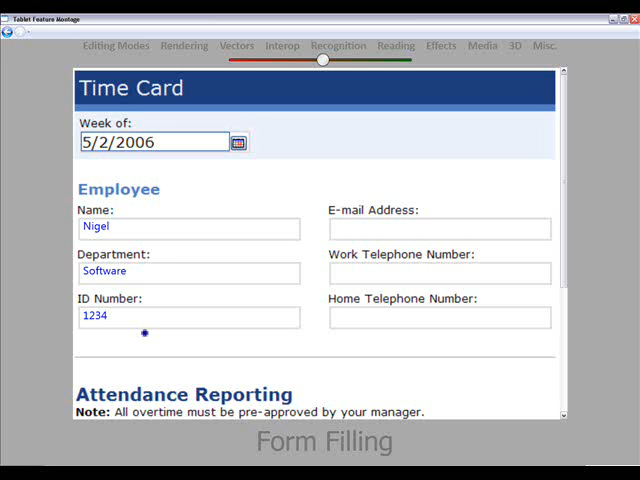 Tablet Feature Montage
Editing Modes Rendering Vectors Interop Recognition Reading Effects Media 3D Misc.
Time Card
Week of:
5/2/2006
Employee
Name: E-mail Address:
Nigel
Department: Work Telephone Number:
Software
ID Number: Home Telephone Number:
1234
Attendance Reporting
Note: All overtime must be pre-approved by your manager.
Form Filling